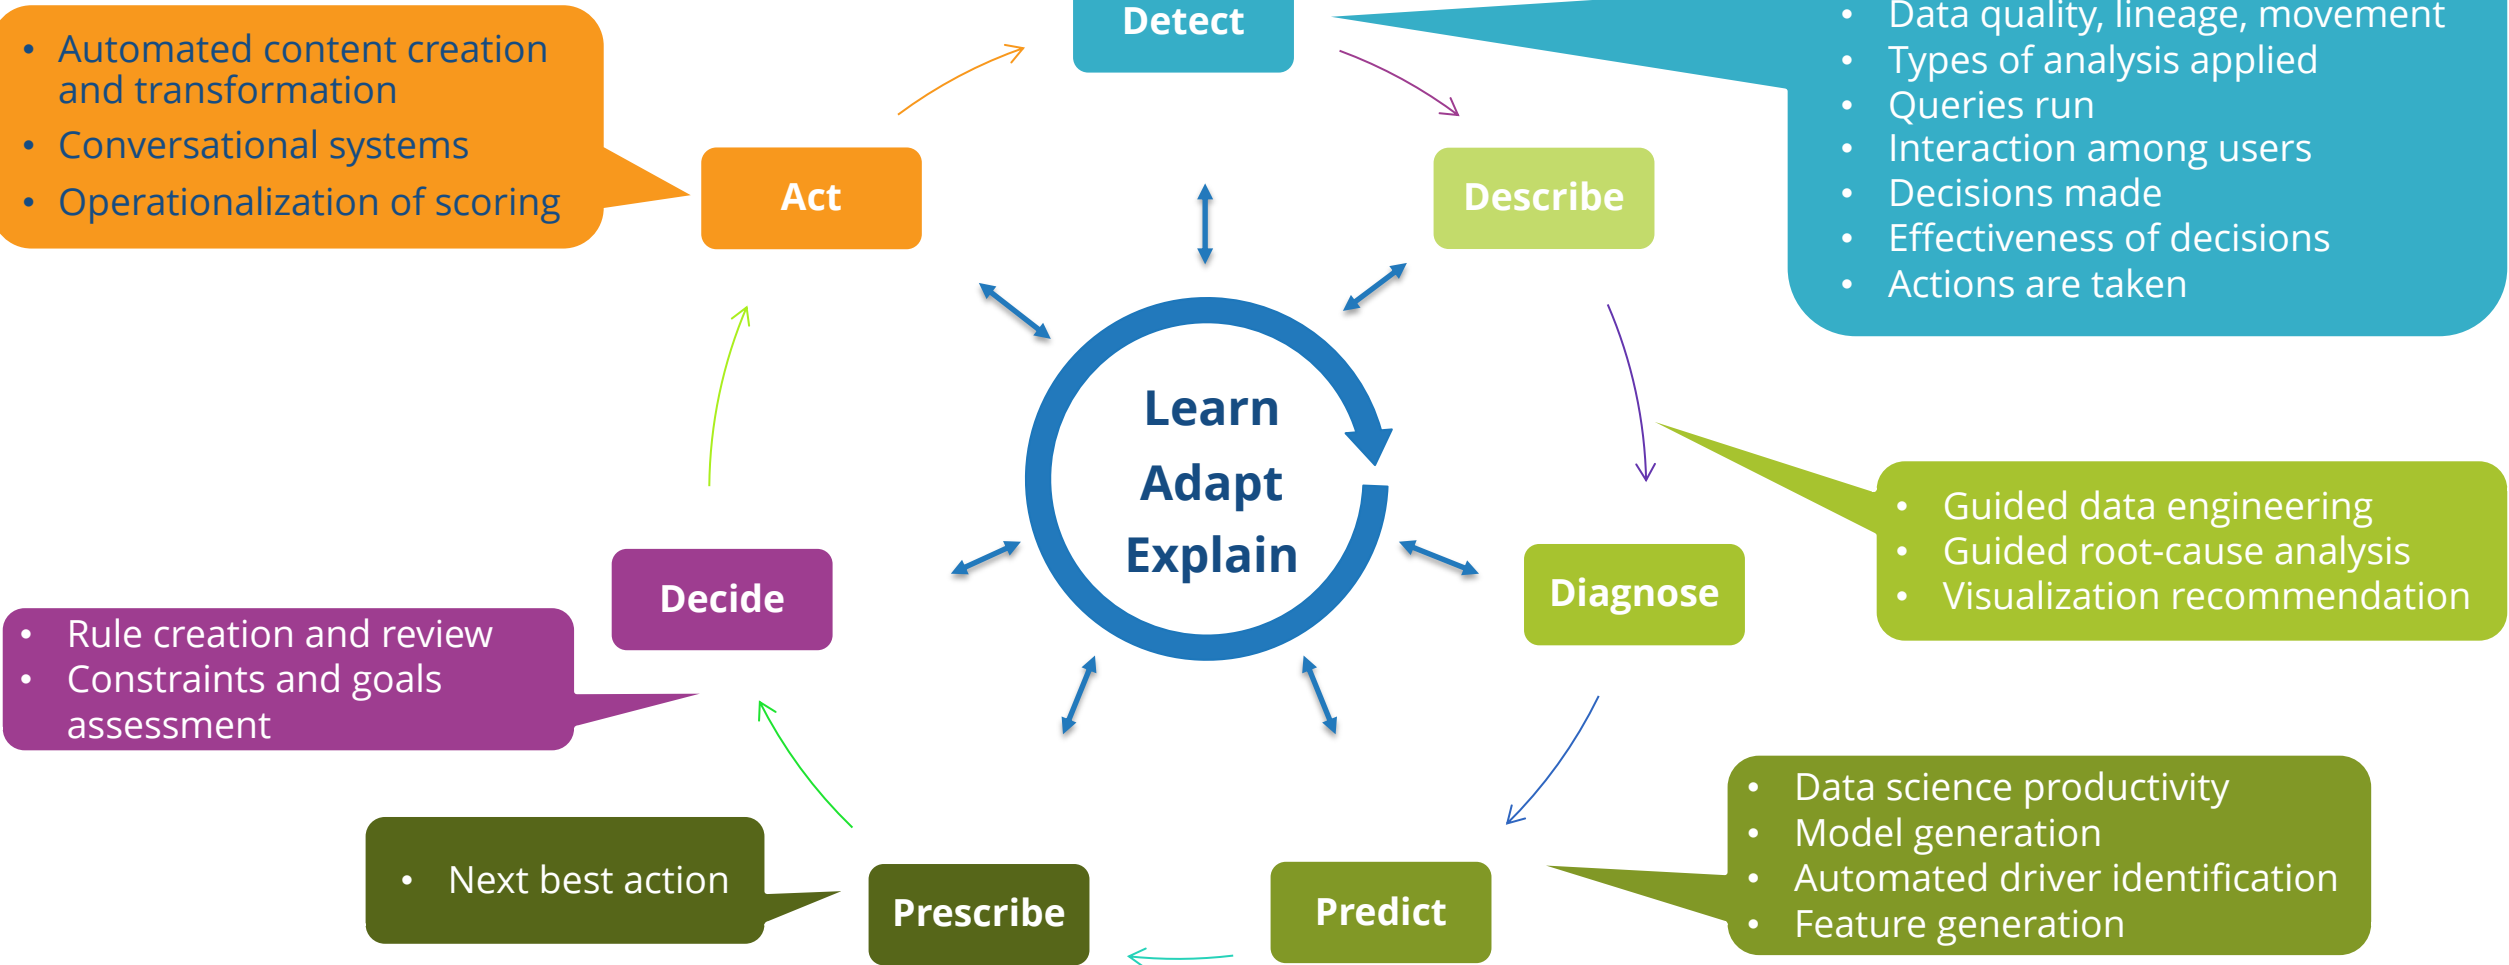 Detect
• Data quality, lineage, movement
• Types of analysis applied
• Queries run
• Interaction among users
• Decisions made
• Effectiveness of decisions
• Actions are taken
• Automated content creation
and transformation
• Conversational systems
• Operationalization of scoring
Act
Describe
Learn
Adapt
Explain
• Guided data engineering
• Guided root-cause analysis
• Visualization recommendation
Diagnose
Decide
• Rule creation and review
• Constraints and goals
assessment
• Data science productivity
• Model generation
• Automated driver identification
• Feature generation
Predict
• Next best action
Prescribe